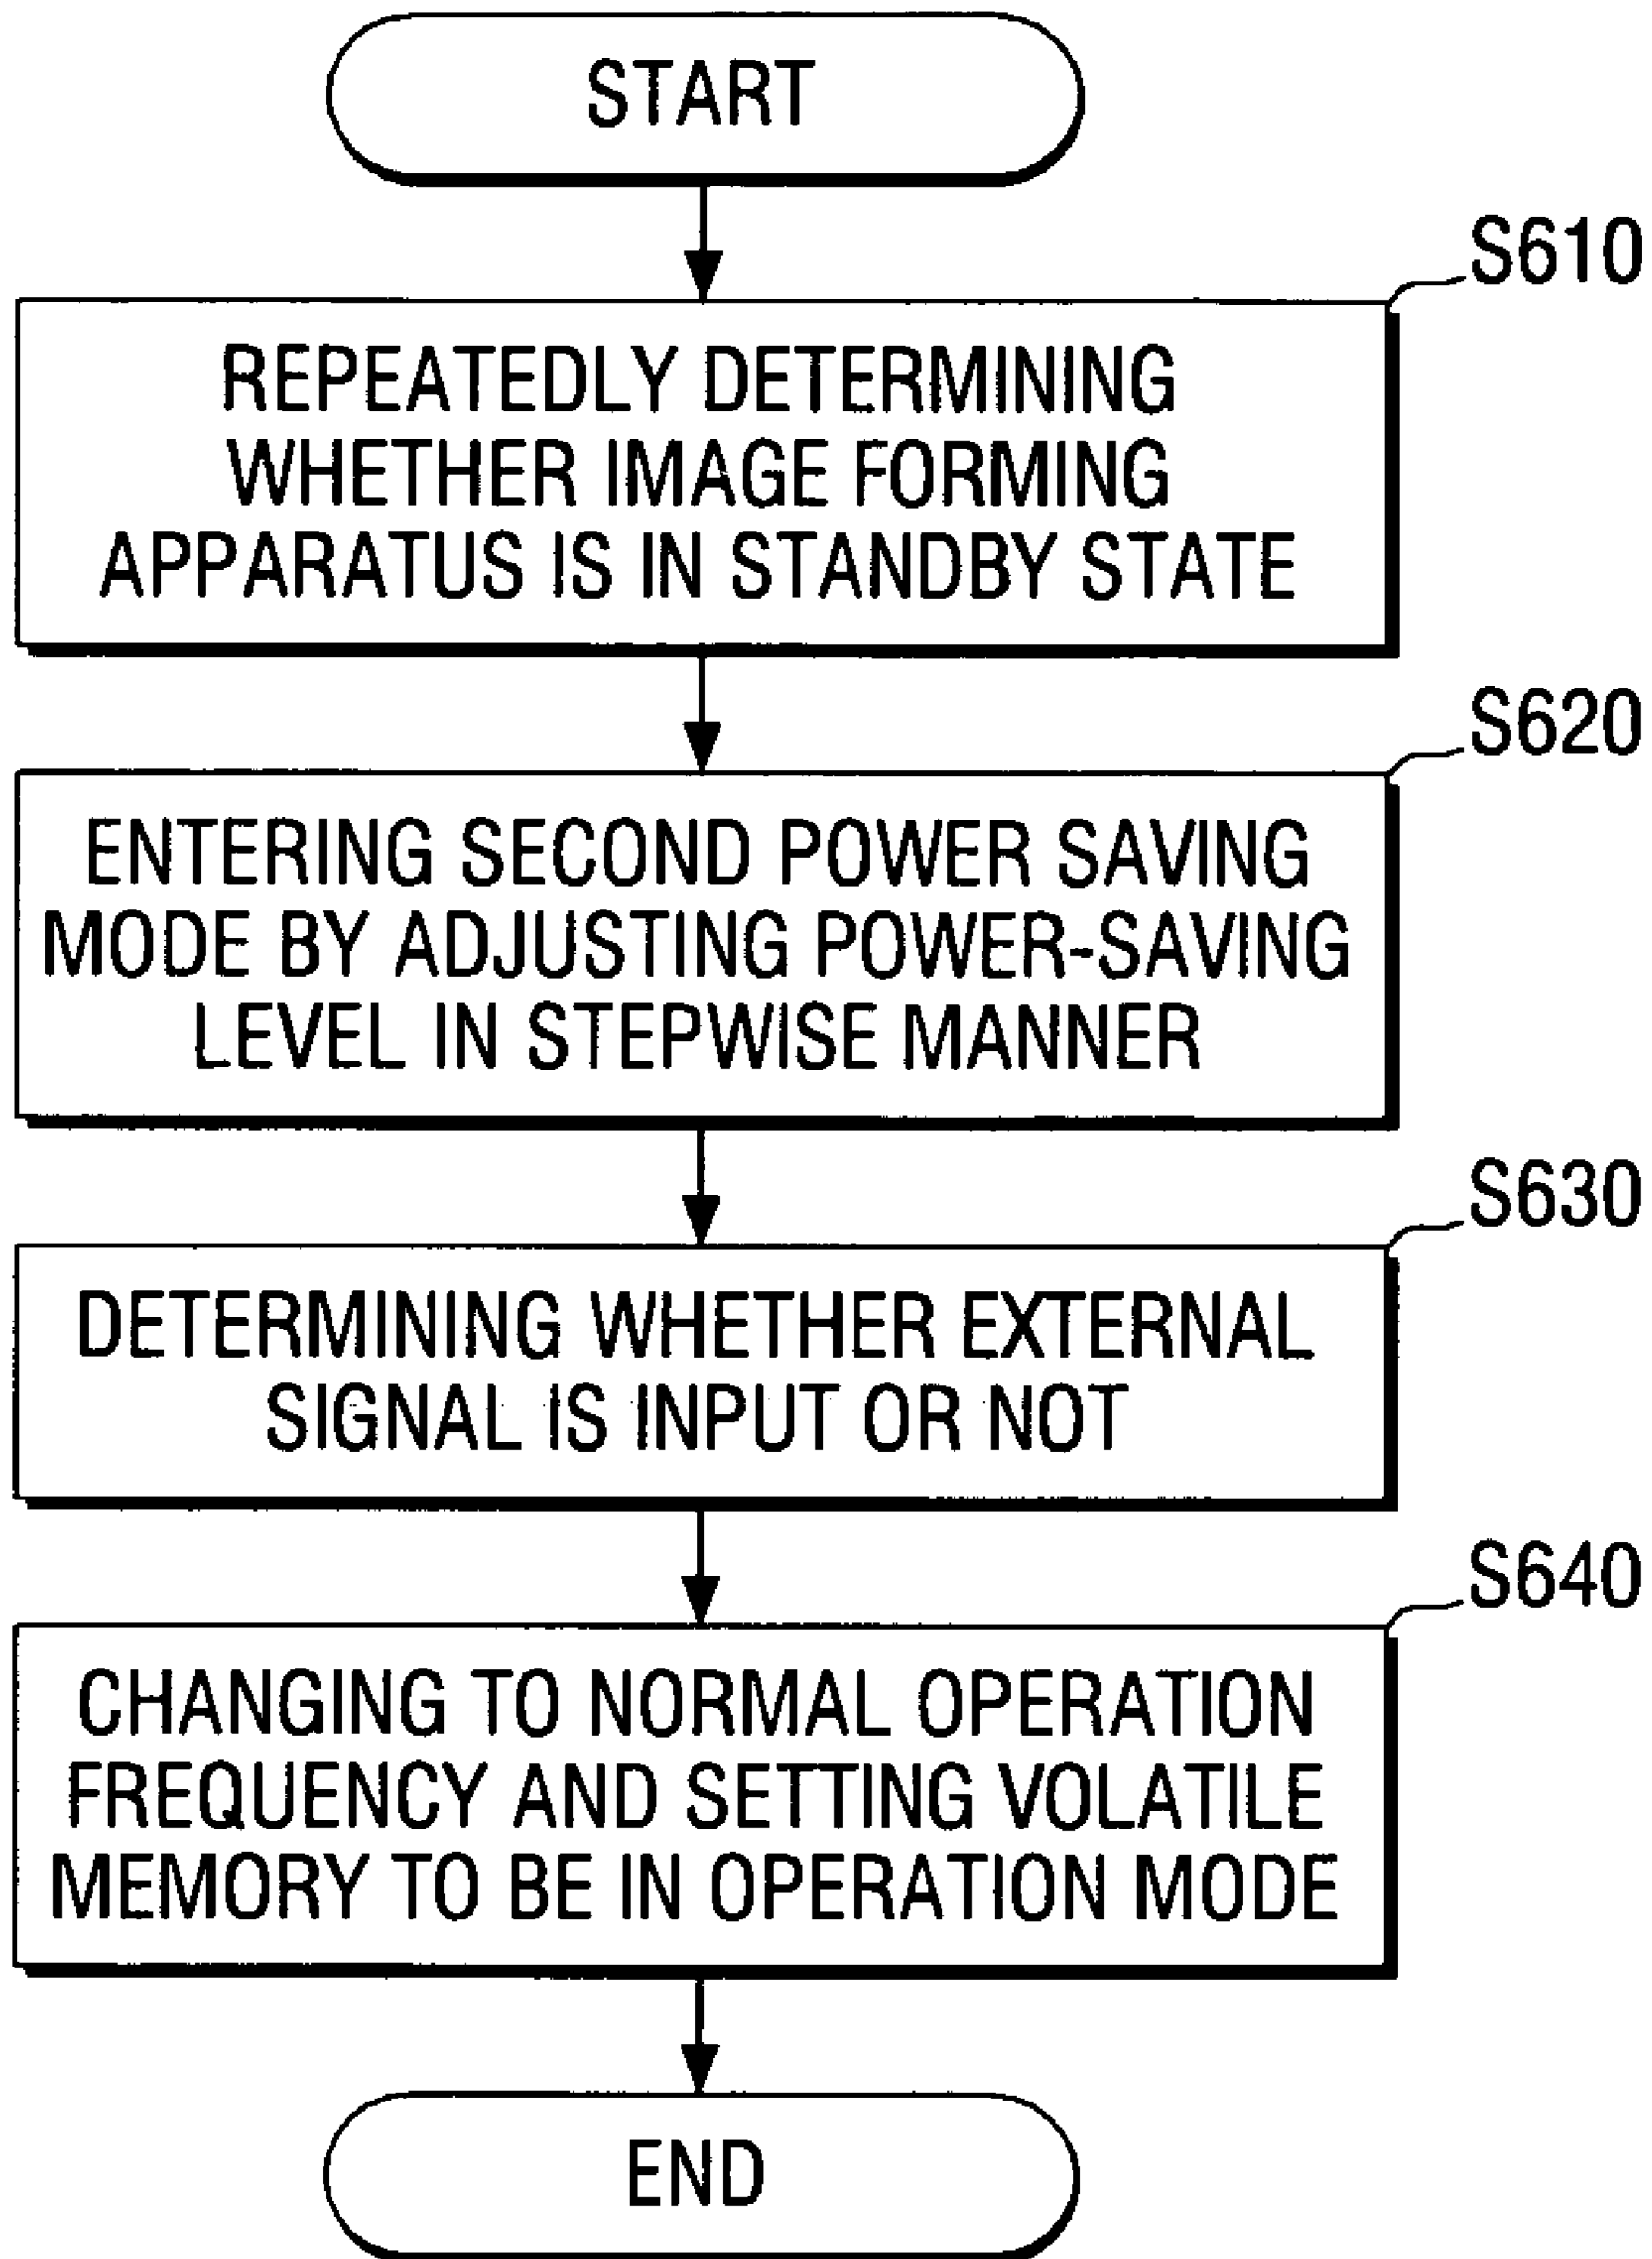 START
S610
REPEATEDLY DETERMINING
WHETHER IMAGE FORMING
APPARATUS IS IN STANDBY STATE
S620
ENTERING SECOND POWER SAVING
MODE BY ADJUSTING POWER-SAVING
LEVEL IN STEPWISE MANNER
S630
DETERMINING WHETHER EXTERNAL
SIGNAL IS INPUT OR NOT
S640
CHANGING TO NORMAL OPERATION
FREQUENCY AND SETTING VOLATILE
MEMORY TO BE IN OPERATION MODE
END